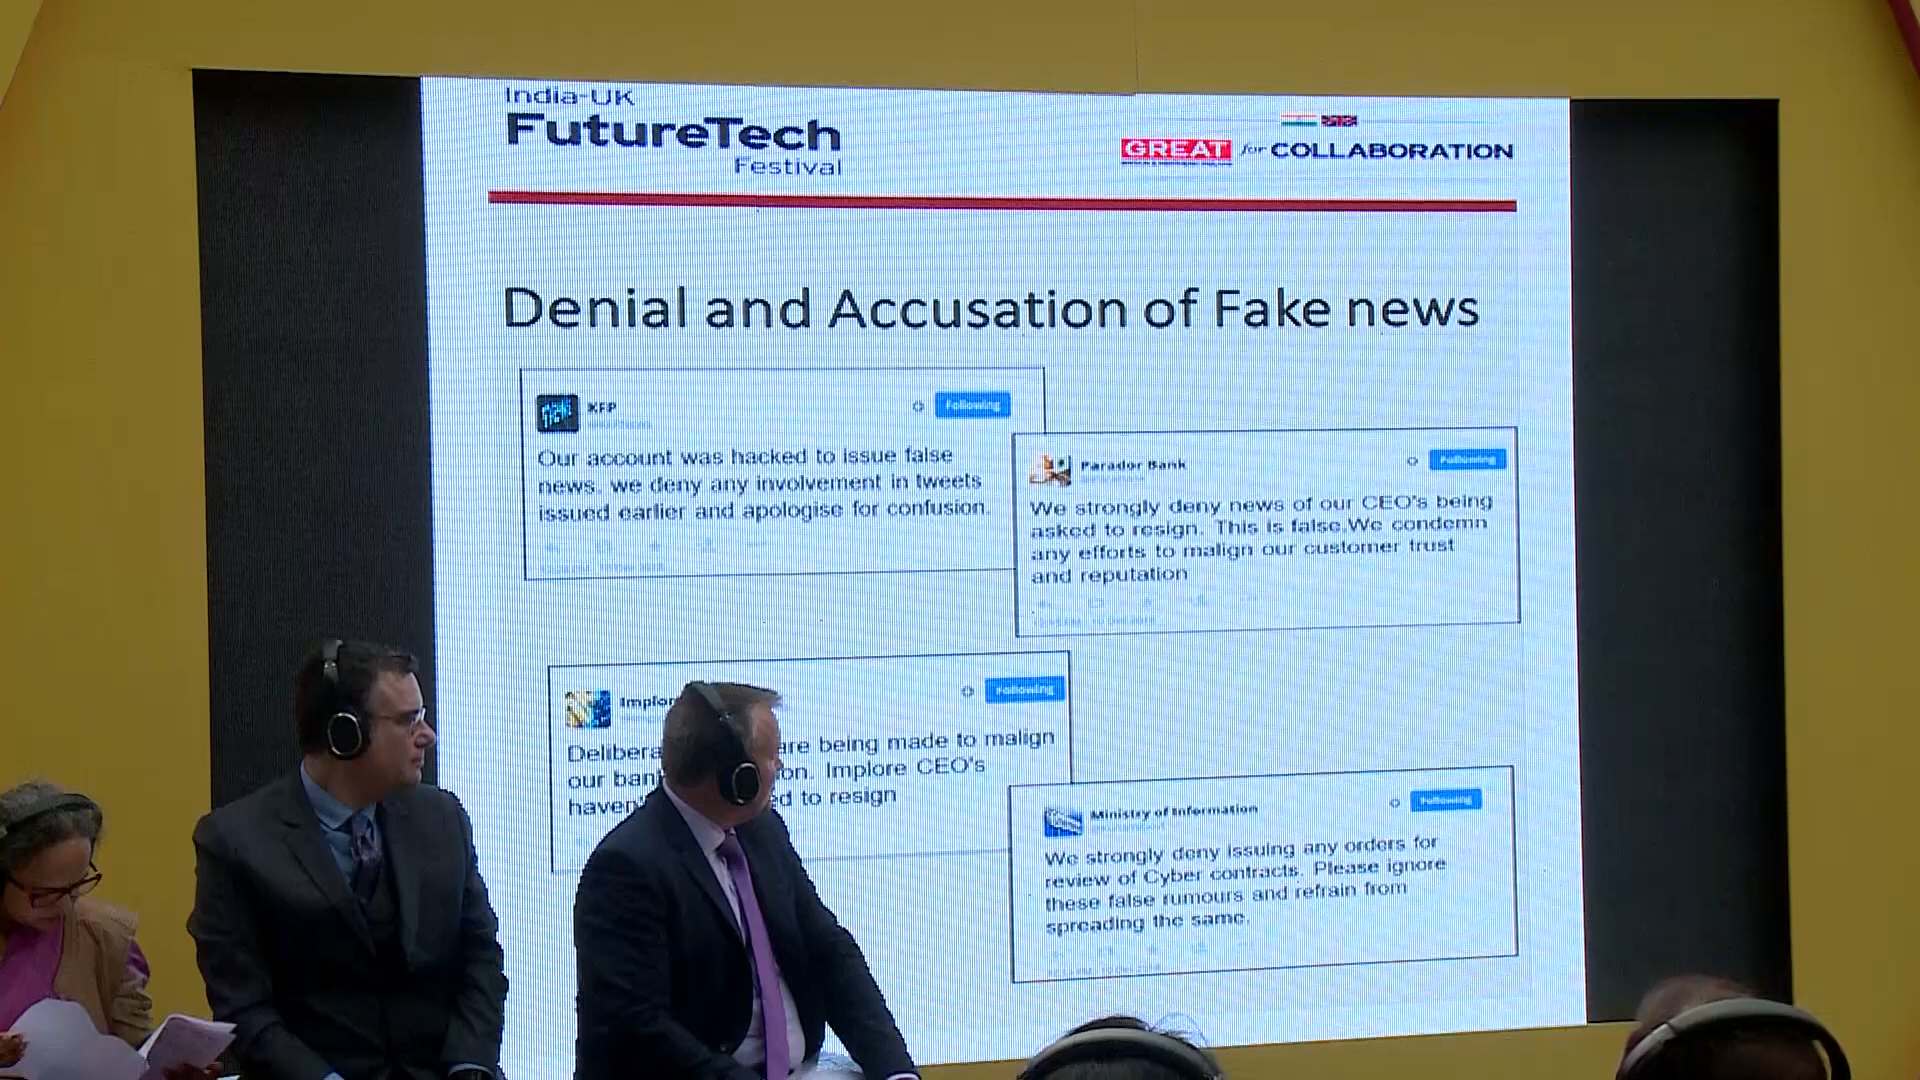 India-UK
FutureTech
Festival
GREAT for COLLABORATION
Denial and Accusation of Fake news
KFP
Following
Our account was hacked to issue false
news. we deny any involvement in tweets
issued earlier and apologise for confusion.
Parador Bank
Following
We strongly deny news of our CEO's being
asked to resign. This is false.We condemn
any efforts to malign our customer trust
and reputation
Following
are being made to malign
our
Implore CEO's
to resign
Ministry of Information
Following
We strongly deny issuing any orders for
review of Cyber contracts. Please ignore
these false rumours and refrain from
spreading the same.